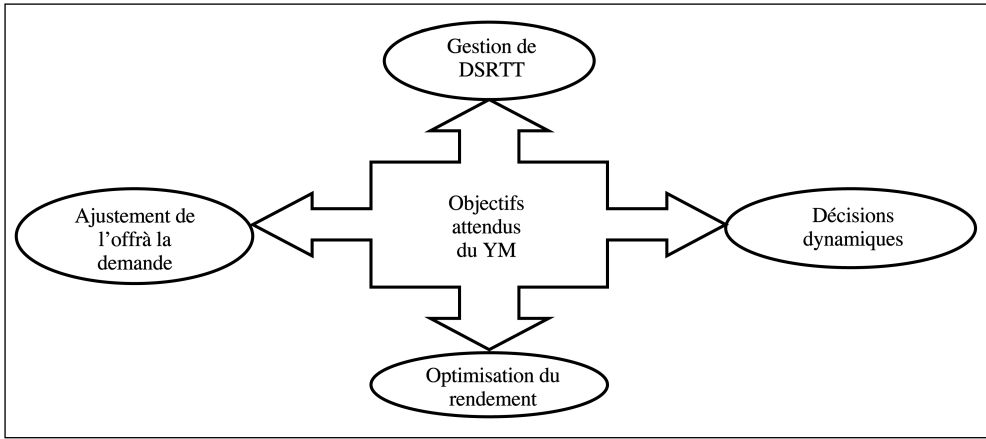 Gestion de
DSRTT
Objectifs
attendus
du YM
Ajustement de
l’offrà la
demande
Décisions
dynamiques
Optimisation du
rendement